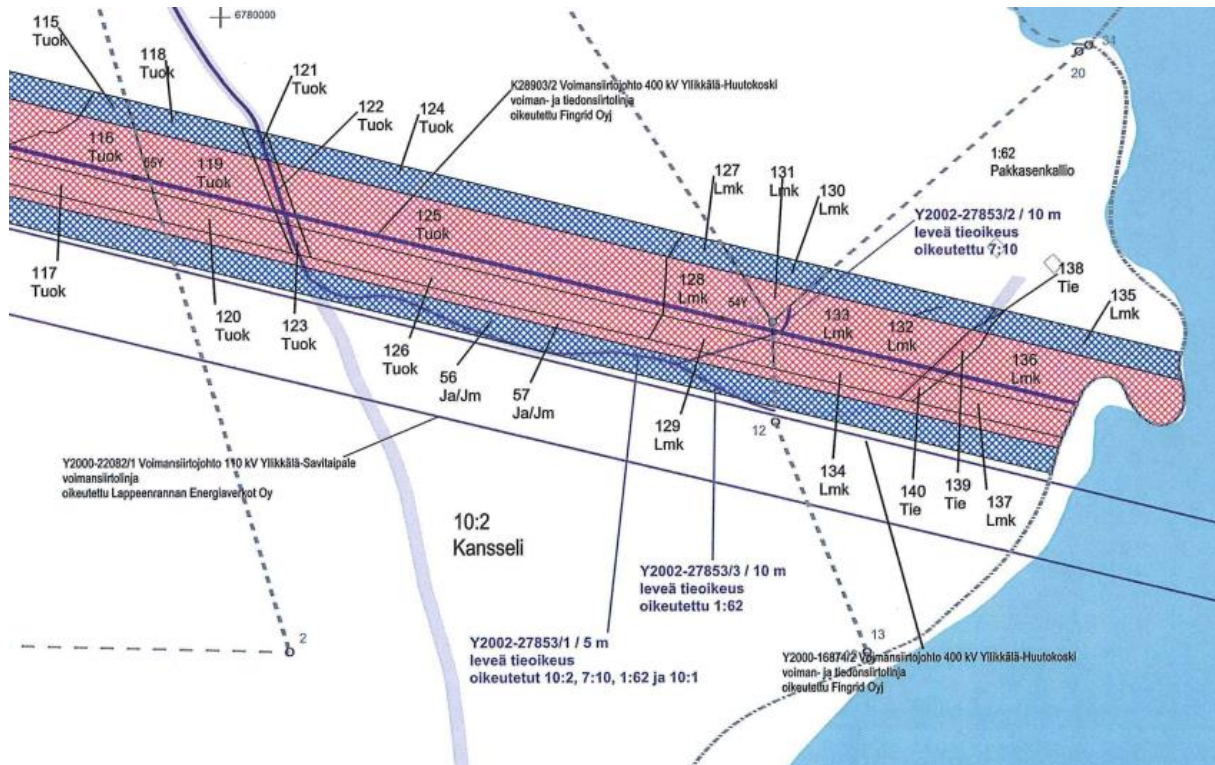 6780000
115
Tuok
118
Tuok
121
Tuok
122
Tuok
124
Tuok
K28903/2 Voimansiirtojohto 400 kV Yllikkälä-Huutokoski
voiman- ja tiedonsiirtolinja
oikeutettu Fingrid Oyj
34
20
116
Tuok
55Y
119
Tuok
127
Lmk
131
Lmk
130
Lmk
1:62
Pakkasenkallio
Y2002-27853/2 / 10 m
leveä tieoikeus
oikeutettu 7:10
125
Tuok
117
Tuok
120
Tuok
123
Tuok
126
Tuok
56
Ja/Jm
57
Ja/Jm
128
Lmk
54Y
133
Lmk
132
Lmk
138
Tie
135
Lmk
136
Lmk
129
Lmk
12
134
Lmk
140
Tie
139
Tie
137
Lmk
Y2000-22082/1 Voimansiirtojohto 110 kV Yllikkälä-Savitaipale
voimansiirtolinja
oikeutettu Lappeenrannan Energiaverkot Oy
10:2
Kansseli
Y2002-27853/3 / 10 m
leveä tieoikeus
oikeutettu 1:62
2
Y2002-27853/1 / 5 m
leveä tieoikeus
oikeutetut 10:2, 7:10, 1:62 ja 10:1
13
Y2000-16874/2 Voimansiirtojohto 400 kV Yllikkälä-Huutokoski
voiman- ja tiedonsiirtolinja
oikeutettu Fingrid Oyj